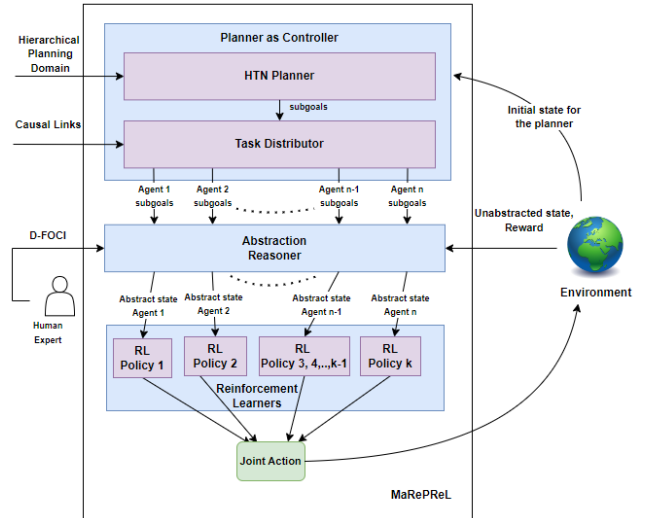 Hierarchical
Planning
Domain
Planner as Controller
HTN Planner
subgoals
Causal Links
Task Distributor
Initial state for
the planner
Agent 1
subgoals
Agent 2
subgoals
Agent n-1
subgoals
Agent n
subgoals
D-FOCI
Abstraction
Reasoner
Unabstracted state,
Reward
Environment
Human
Expert
Abstract state
Agent 1
Abstract state
Agent 2
Abstract state
Agent n-1
Abstract state
Agent n
RL
Policy 1
RL
Policy 2
RL
Policy 3, 4,..,k-1
RL
Policy k
Reinforcement
Learners
Joint Action
MaRePReL